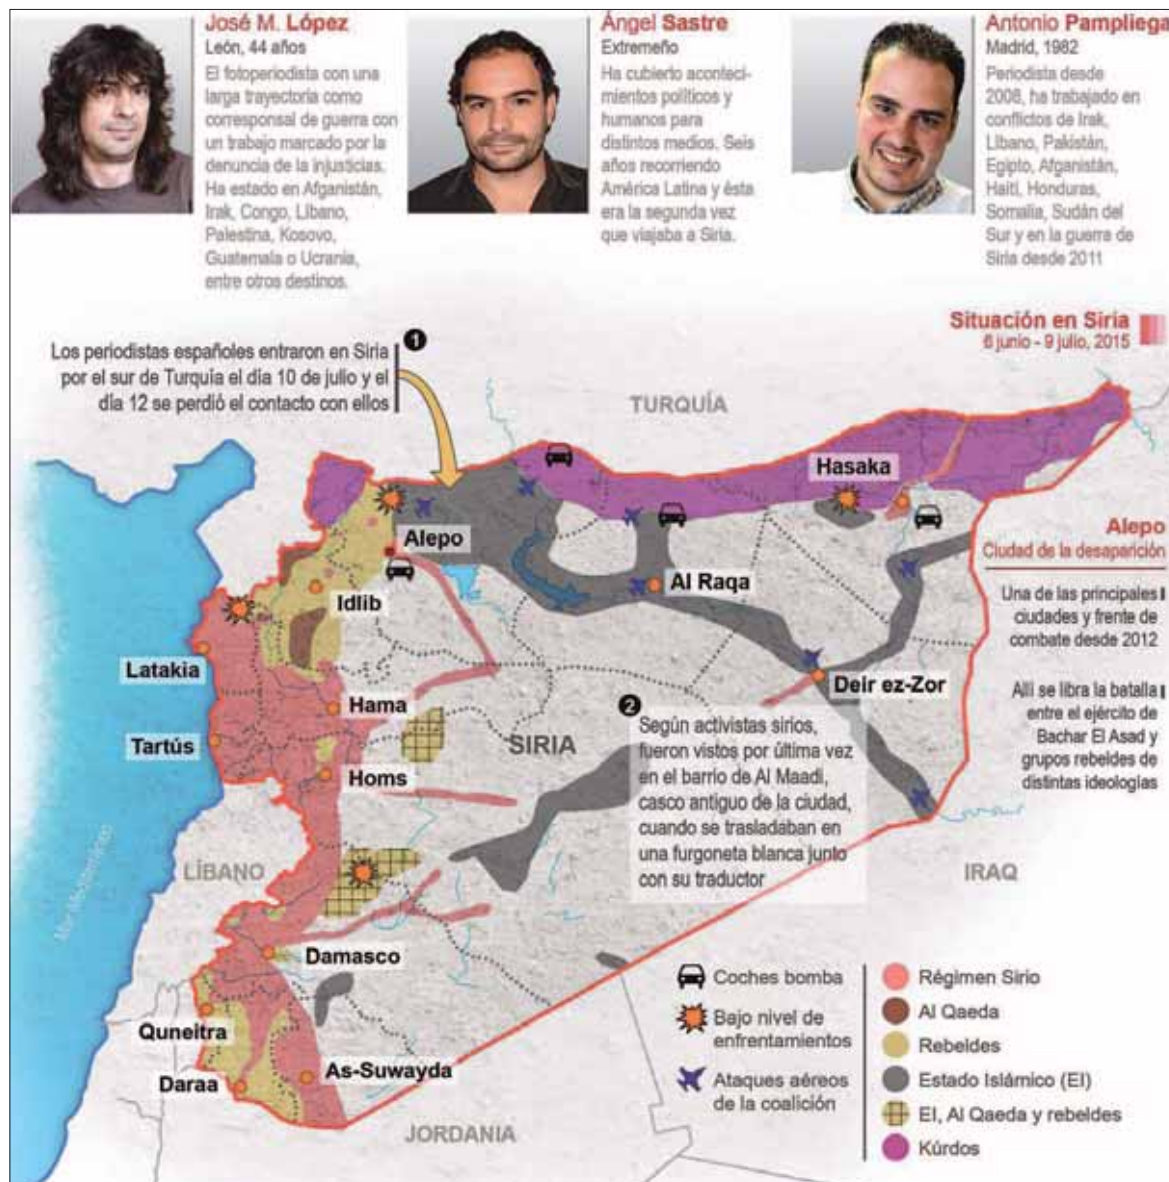 José M. López
León, 44 años
El fotoperiodista con una
larga trayectoria como
corresponsal de guerra con
un trabajo marcado por la
denuncia de la injusticias.
Ha estado en Afganistán,
Irak, Congo, Líbano,
Palestina, Kosovo,
Guatemala o Ucrania,
entre otros destinos.
Ángel Sastre
Extremeño
Ha cubierto aconteci-
mientos políticos y
humanos para
distintos medios. Seis
años recorriendo
América Latina y ésta
era la segunda vez
que viajaba a Siria.
Antonio Pampliega
Madrid, 1982
Periodista desde
2008, ha trabajado en
conflictos de Irak,
Líbano, Pakistán,
Egipto, Afganistán,
Haití, Honduras,
Somalia, Sudán del
Sur y en la guerra de
Siria desde 2011
Situación en Siria
6 junio - 9 julio, 2015
1
Los periodistas españoles entraron en Siria
por el sur de Turquía el día 10 de julio y el
día 12 se perdió el contacto con ellos
TURQUÍA
Hasaka
Alepo
Al Raqa
Idlib
Latakia
Deir ez-Zor
Hama
Tartús
SIRIA
Homs
LÍBANO
IRAQ
Damasco
Quneitra
Daraa
As-Suwayda
JORDANIA
Alepo
Ciudad de la desaparición
Una de las principales
ciudades y frente de
combate desde 2012
Allí se libra la batalla
entre el ejército de
Bachar El Asad y
grupos rebeldes de
distintas ideologías
2
Según activistas sirios,
fueron vistos por última vez
en el barrio de Al Maadi,
casco antiguo de la ciudad,
cuando se trasladaban en
una furgoneta blanca junto
con su traductor
Coches bomba
Bajo nivel de
enfrentamientos
Ataques aéreos
de la coalición
Régimen Sirio
Al Qaeda
Rebeldes
Estado Islámico (EI)
EI, Al Qaeda y rebeldes
Kúrdos